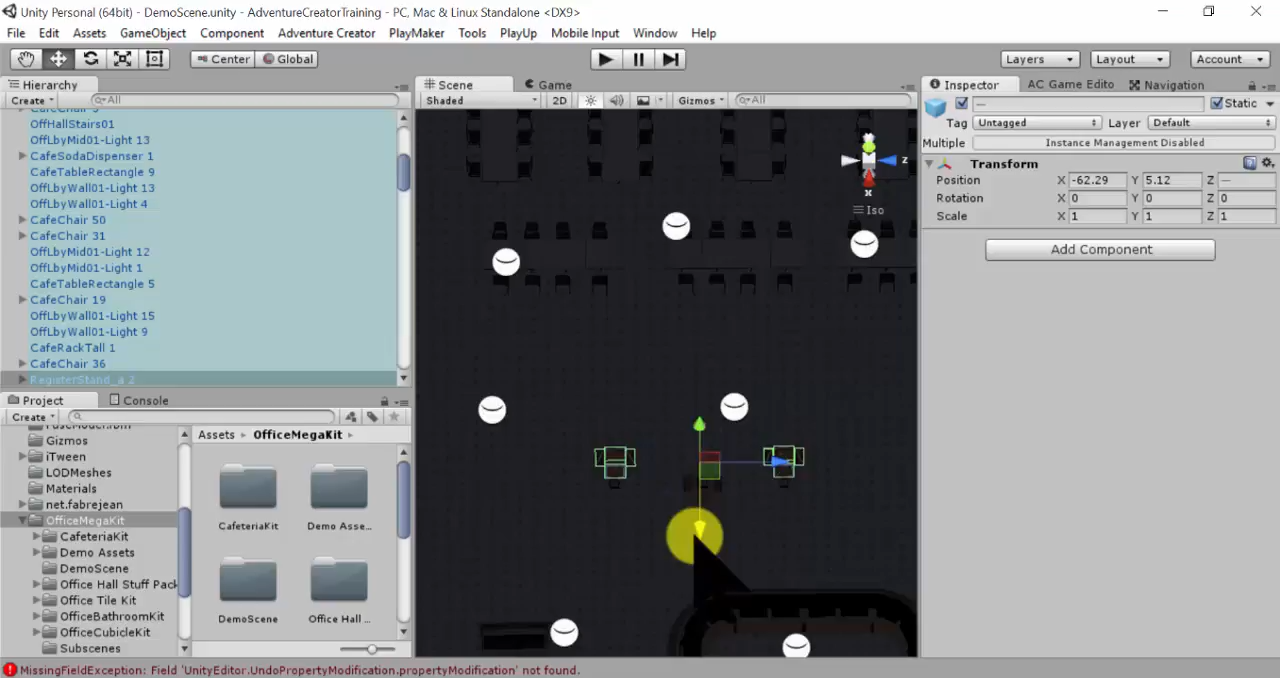 Unity Personal (64bit) - DemoScene.unity - AdventureCreatorTraining - PC, Mac & Linux Standalone <DX9>
File Edit Assets GameObject Component Adventure Creator PlayMaker Tools PlayUp Mobile Input Window Help
Center Global Layers Layout Account
Hierarchy Scene Game Inspector AC Game Edito Navigation
Create All Shaded 2D Gizmos All — Static
OffHallStairs01
Tag Untagged Layer Default
OffLbyMid01-Light 13
Multiple Instance Management Disabled
CafeSodaDispenser 1
Transform
CafeTableRectangle 9
Position X -62.29 Y 5.12 Z —
OffLbyWall01-Light 13
Rotation X 0 Y 0 Z 0
OffLbyWall01-Light 4
Scale X 1 Y 1 Z 1
CafeChair 50
CafeChair 31
OffLbyMid01-Light 12
Add Component
OffLbyMid01-Light 1
CafeTableRectangle 5
CafeChair 19
OffLbyWall01-Light 15
OffLbyWall01-Light 9
CafeRackTall 1
CafeChair 36
RegisterStand_a 2
z
x
Iso
Project Console
Create
Assets OfficeMegaKit
Gizmos
iTween
LODMeshes
Materials
net.fabrejean
OfficeMegaKit
CafeteriaKit
Demo Assets
DemoScene
Office Hall Stuff Pack
Office Tile Kit
OfficeBathroomKit
OfficeCubicleKit
Subscenes
CafeteriaKit Demo Asse...
DemoScene Office Hall ...
MissingFieldException: Field 'UnityEditor.UndoPropertyModification.propertyModification' not found.